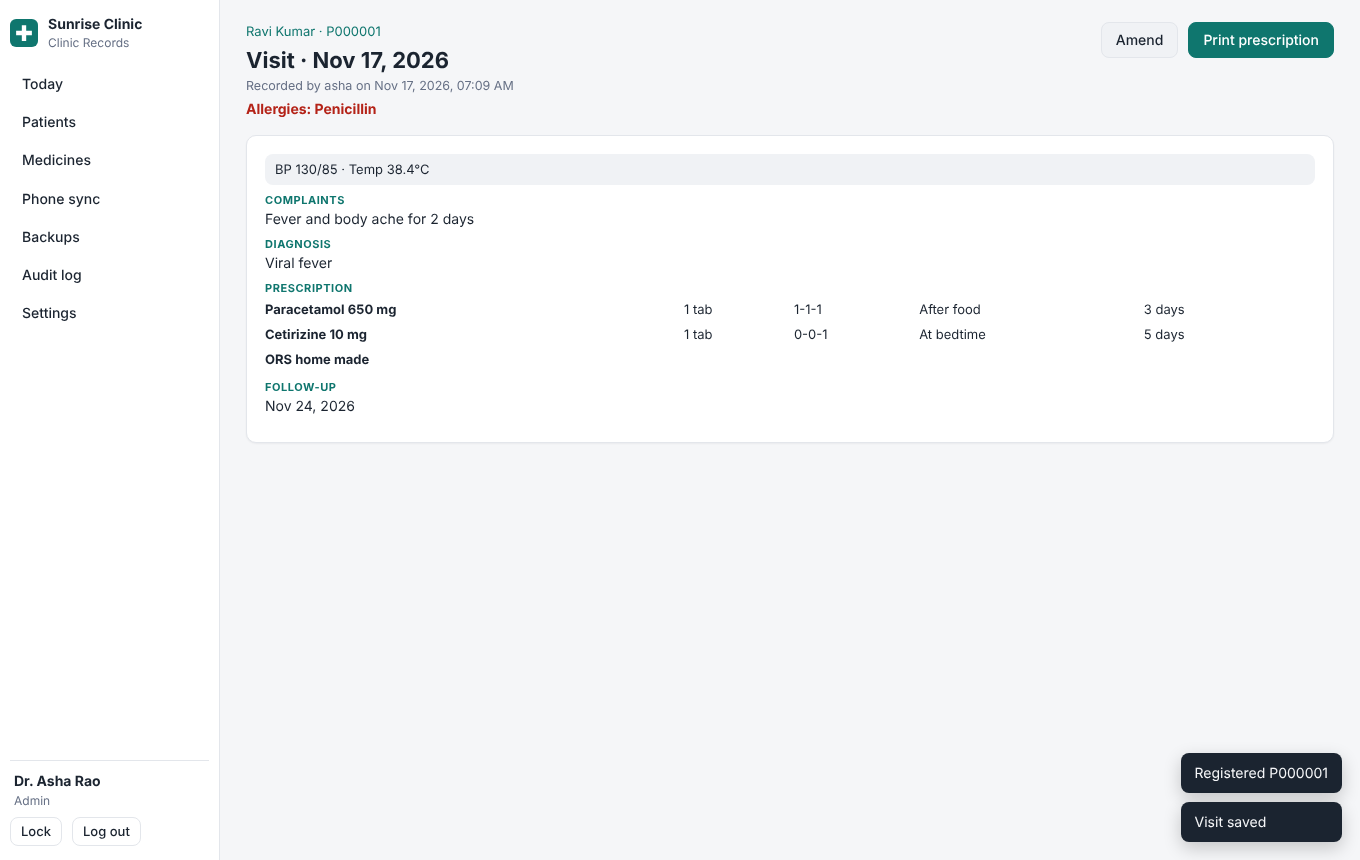 Sunrise Clinic
Clinic Records
Today
Patients
Medicines
Phone sync
Backups
Audit log
Settings
Dr. Asha Rao
Admin
Lock Log out
Ravi Kumar · P000001
Visit · Nov 17, 2026
Recorded by asha on Nov 17, 2026, 07:09 AM
Allergies: Penicillin
Amend Print prescription
BP 130/85 · Temp 38.4°C
COMPLAINTS
Fever and body ache for 2 days
DIAGNOSIS
Viral fever
PRESCRIPTION
Paracetamol 650 mg 1 tab 1-1-1 After food 3 days
Cetirizine 10 mg 1 tab 0-0-1 At bedtime 5 days
ORS home made
FOLLOW-UP
Nov 24, 2026
Registered P000001
Visit saved